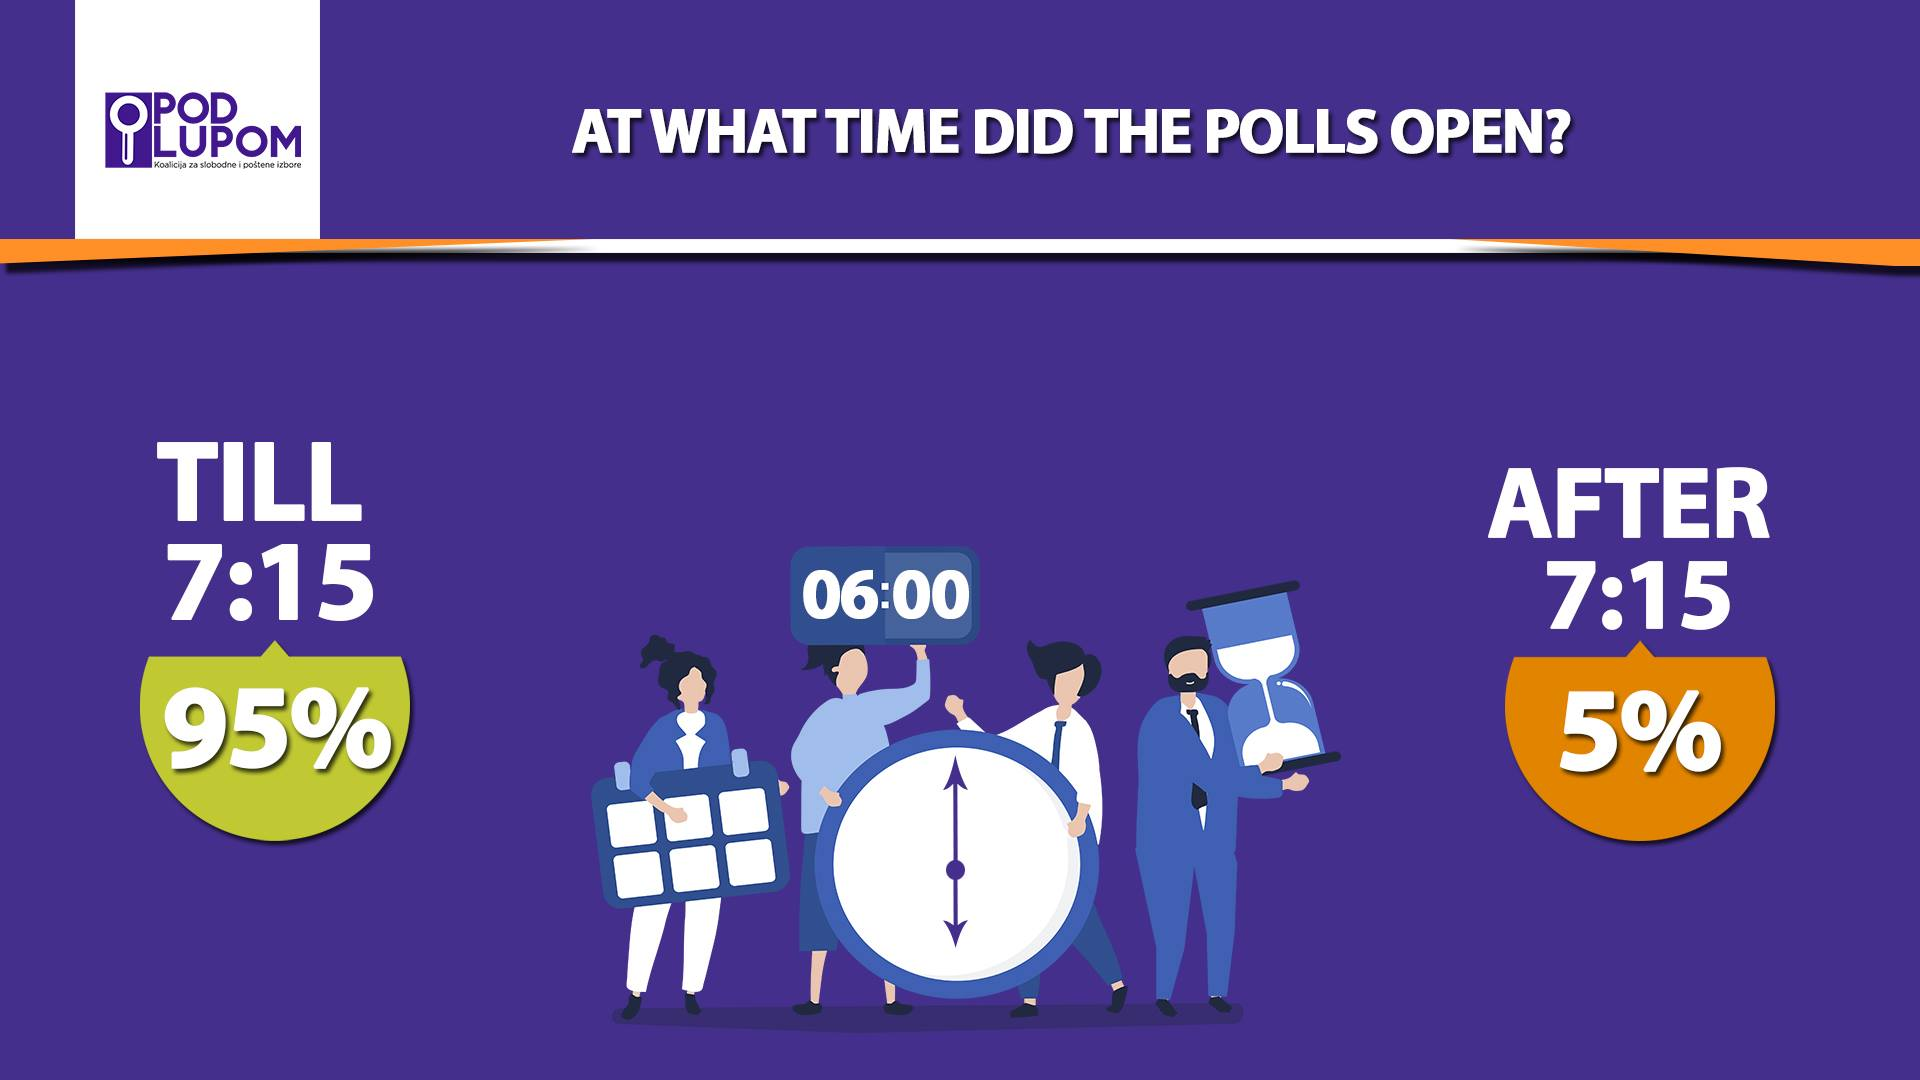 POD
LUPOM
Koalicija za slobodne i poštene izbore
AT WHAT TIME DID THE POLLS OPEN?
TILL
7:15
95%
06:00
AFTER
7:15
5%